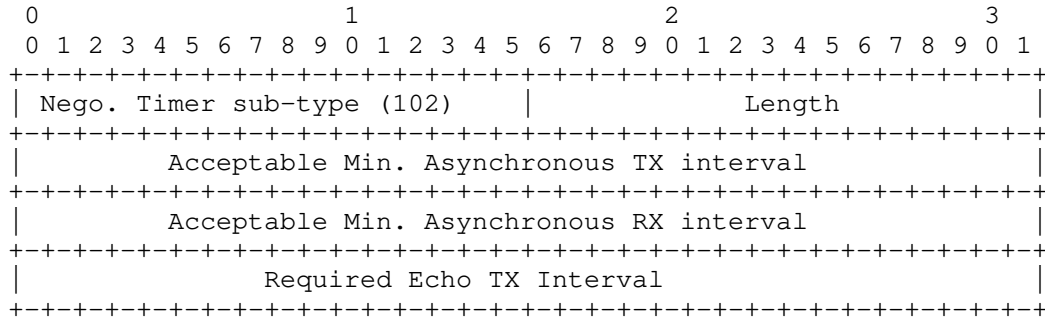 0                   1                   2                   3
 0 1 2 3 4 5 6 7 8 9 0 1 2 3 4 5 6 7 8 9 0 1 2 3 4 5 6 7 8 9 0 1
+-+-+-+-+-+-+-+-+-+-+-+-+-+-+-+-+-+-+-+-+-+-+-+-+-+-+-+-+-+-+-+-+
| Nego. Timer sub-type (102)    |             Length            |
+-+-+-+-+-+-+-+-+-+-+-+-+-+-+-+-+-+-+-+-+-+-+-+-+-+-+-+-+-+-+-+-+
|         Acceptable Min. Asynchronous TX interval              |
+-+-+-+-+-+-+-+-+-+-+-+-+-+-+-+-+-+-+-+-+-+-+-+-+-+-+-+-+-+-+-+-+
|         Acceptable Min. Asynchronous RX interval              |
+-+-+-+-+-+-+-+-+-+-+-+-+-+-+-+-+-+-+-+-+-+-+-+-+-+-+-+-+-+-+-+-+
|               Required Echo TX Interval                       |
+-+-+-+-+-+-+-+-+-+-+-+-+-+-+-+-+-+-+-+-+-+-+-+-+-+-+-+-+-+-+-+-+